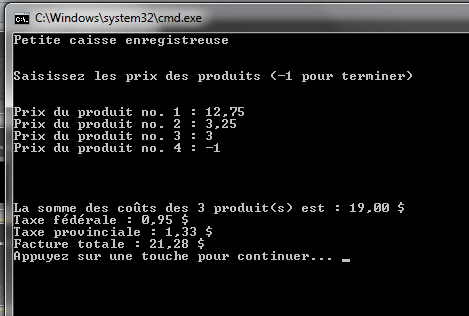 C:\Windows\system32\cmd.exe
Petite caisse enregistreuse
Saisissez les prix des produits (-1 pour terminer)
Prix du produit no. 1 : 12,75
Prix du produit no. 2 : 3,25
Prix du produit no. 3 : 3
Prix du produit no. 4 : -1
La somme des coûts des 3 produit(s) est : 19,00 $
Taxe fédérale : 0,95 $
Taxe provinciale : 1,33 $
Facture totale : 21,28 $
Appuyez sur une touche pour continuer... _